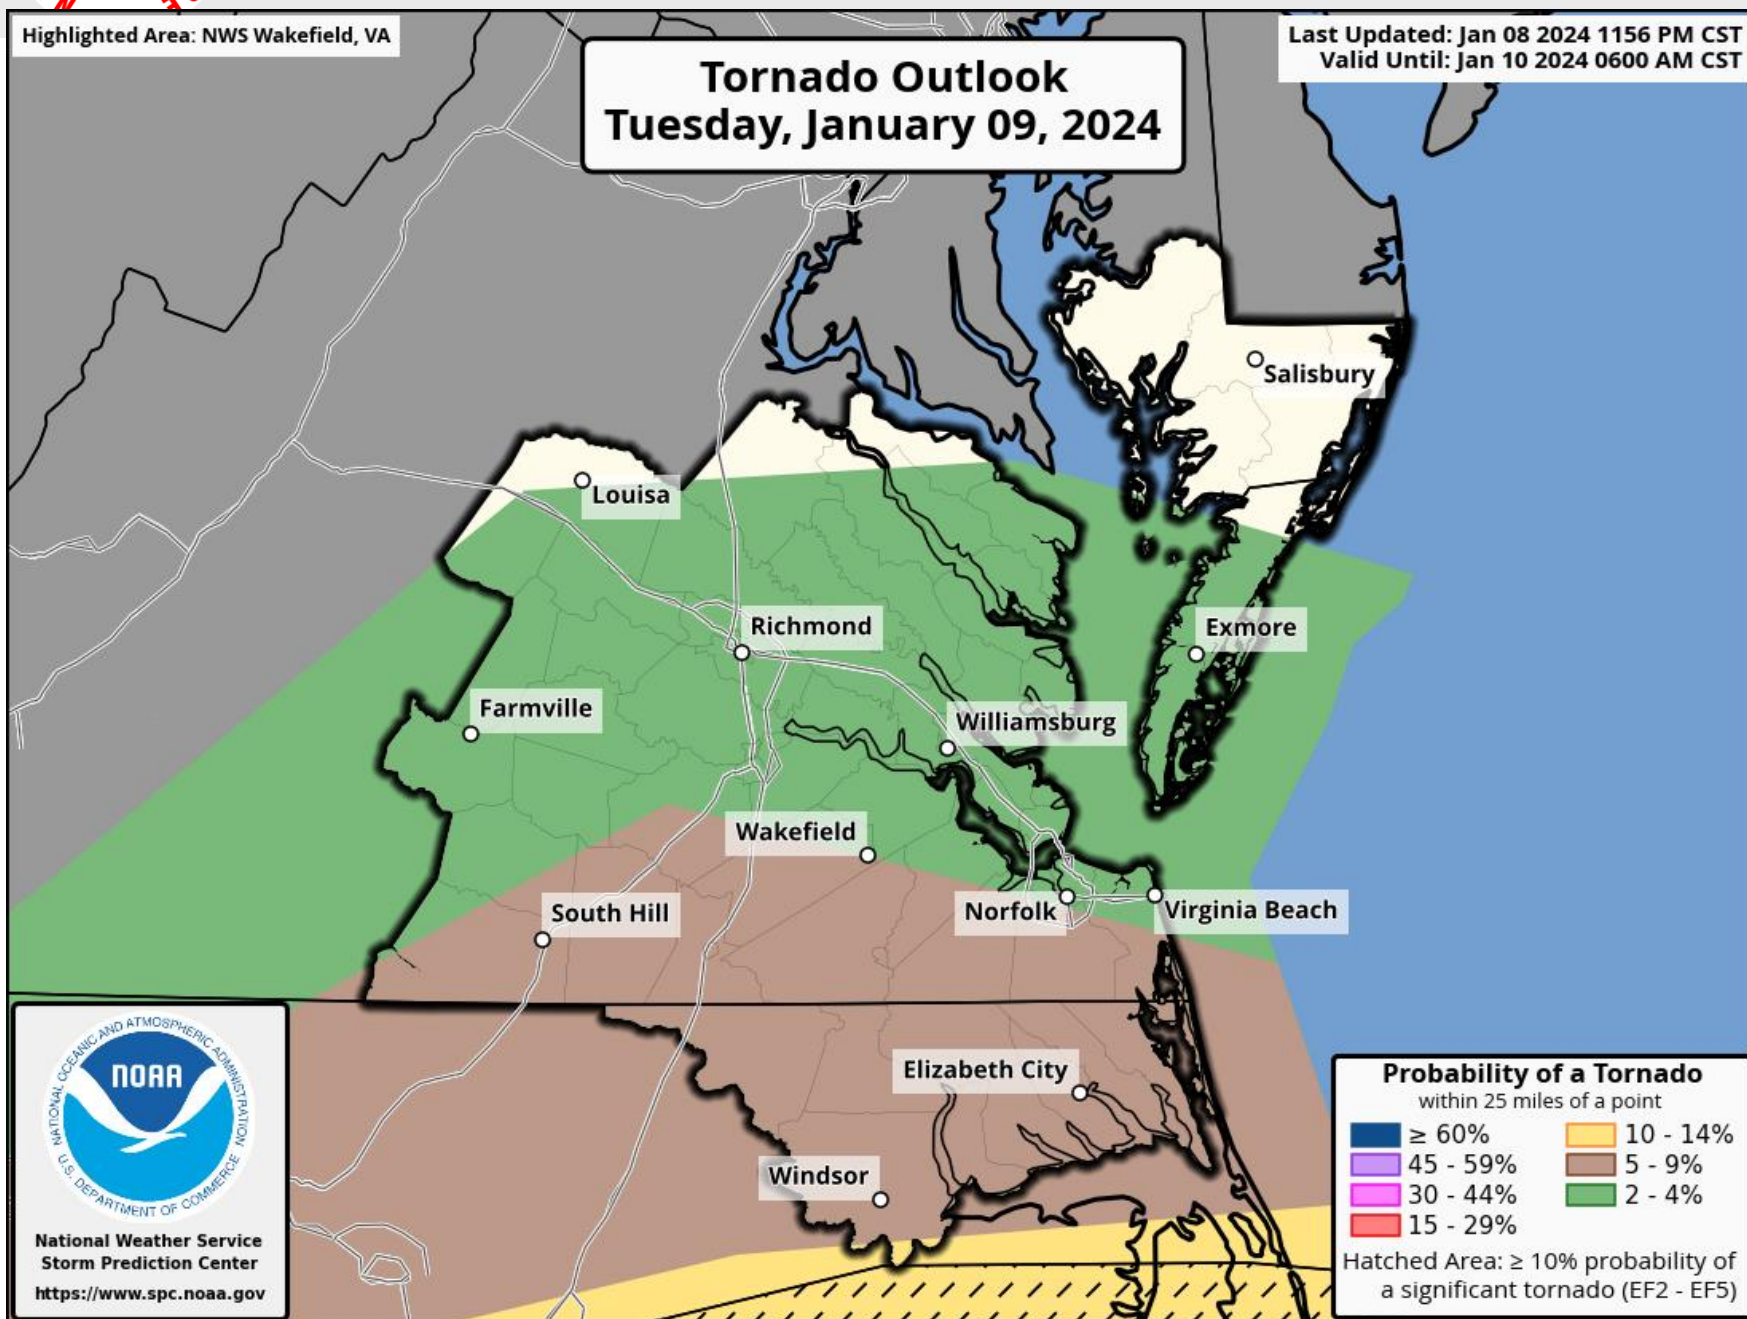 Highlighted Area: NWS Wakefield, VA
Tornado Outlook
Tuesday, January 09, 2024
Last Updated: Jan 08 2024 1156 PM CST
Valid Until: Jan 10 2024 0600 AM CST
Salisbury
Louisa
Richmond
Exmore
Farmville
Williamsburg
Wakefield
South Hill
Norfolk
Virginia Beach
Elizabeth City
Windsor
NATIONAL OCEANIC AND ATMOSPHERIC ADMINISTRATION
NOAA
U.S. DEPARTMENT OF COMMERCE
National Weather Service
Storm Prediction Center
https://www.spc.noaa.gov
Probability of a Tornado
within 25 miles of a point
≥ 60% 10 - 14%
45 - 59% 5 - 9%
30 - 44% 2 - 4%
15 - 29%
Hatched Area: ≥ 10% probability of
a significant tornado (EF2 - EF5)